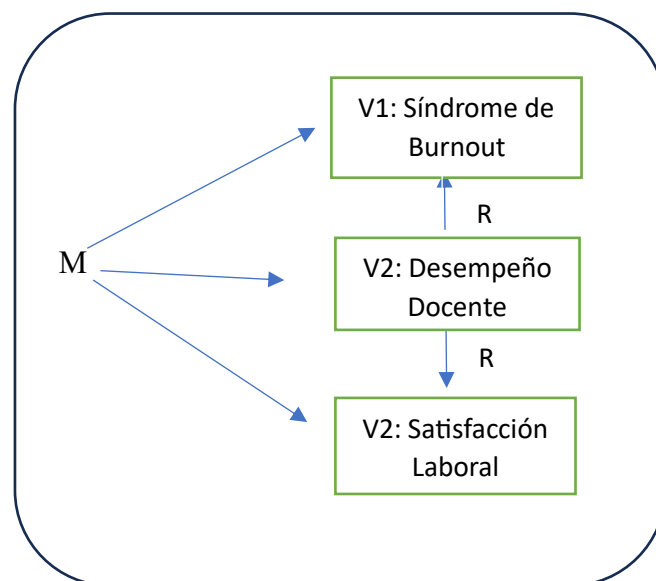 V1: Síndrome de
Burnout
R
M
V2: Desempeño
Docente
R
V2: Satisfacción
Laboral